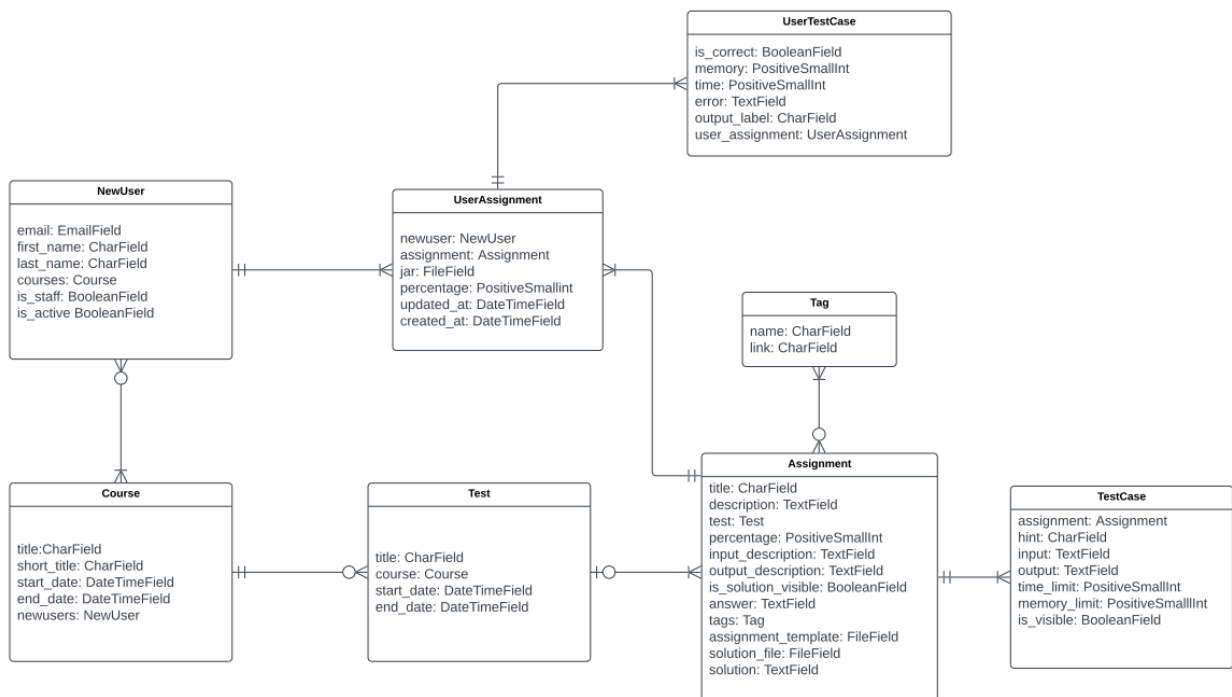 UserTestCase
is_correct: BooleanField
memory: PositiveSmallInt
time: PositiveSmallInt
error: TextField
output_label: CharField
user_assignment: UserAssignment
NewUser
email: EmailField
first_name: CharField
last_name: CharField
courses: Course
is_staff: BooleanField
is_active BooleanField
UserAssignment
newuser: NewUser
assignment: Assignment
jar: FileField
percentage: PositiveSmallint
updated_at: DateTimeField
created_at: DateTimeField
Tag
name: CharField
link: CharField
Course
title:CharField
short_title: CharField
start_date: DateTimeField
end_date: DateTimeField
newusers: NewUser
Test
title: CharField
course: Course
start_date: DateTimeField
end_date: DateTimeField
Assignment
title: CharField
description: TextField
test: Test
percentage: PositiveSmallInt
input_description: TextField
output_description: TextField
is_solution_visible: BooleanField
answer: TextField
tags: Tag
assignment_template: FileField
solution_file: FileField
solution: TextField
TestCase
assignment: Assignment
hint: CharField
input: TextField
output: TextField
time_limit: PositiveSmallInt
memory_limit: PositiveSmalllInt
is_visible: BooleanField